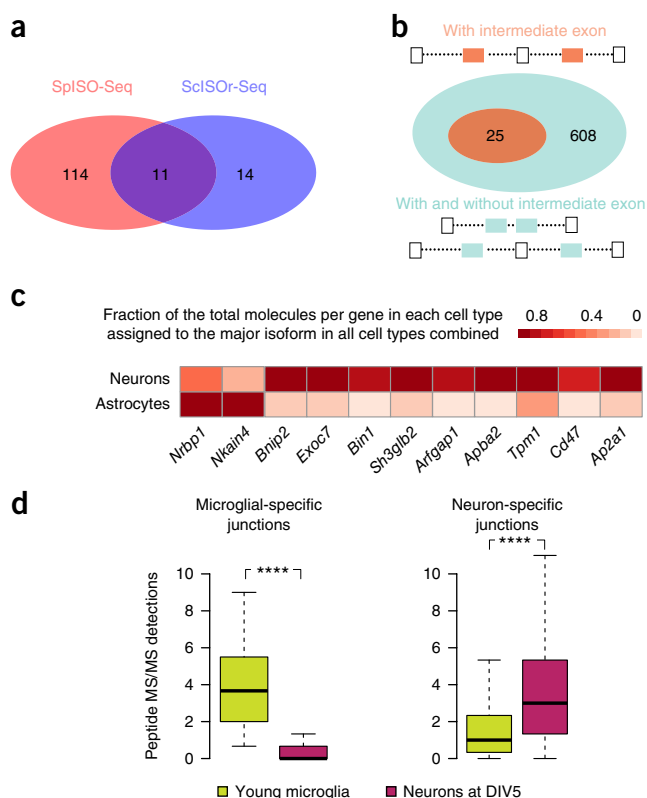 a
SpISO-Seq
ScISOr-Seq
114
11
14
b
With intermediate exon
25
608
With and without intermediate exon
c
Fraction of the total molecules per gene in each cell type
assigned to the major isoform in all cell types combined
0.8
0.4
0
Neurons
Astrocytes
Nrbp1
Nkain4
Bnip2
Exoc7
Bin1
Sh3glb2
Arfgap1
Apba2
Tpm1
Cd47
Ap2a1
d
Microglial-specific
junctions
Neuron-specific
junctions
****
****
Peptide MS/MS detections
10
8
6
4
2
0
10
8
6
4
2
0
Young microglia
Neurons at DIV5